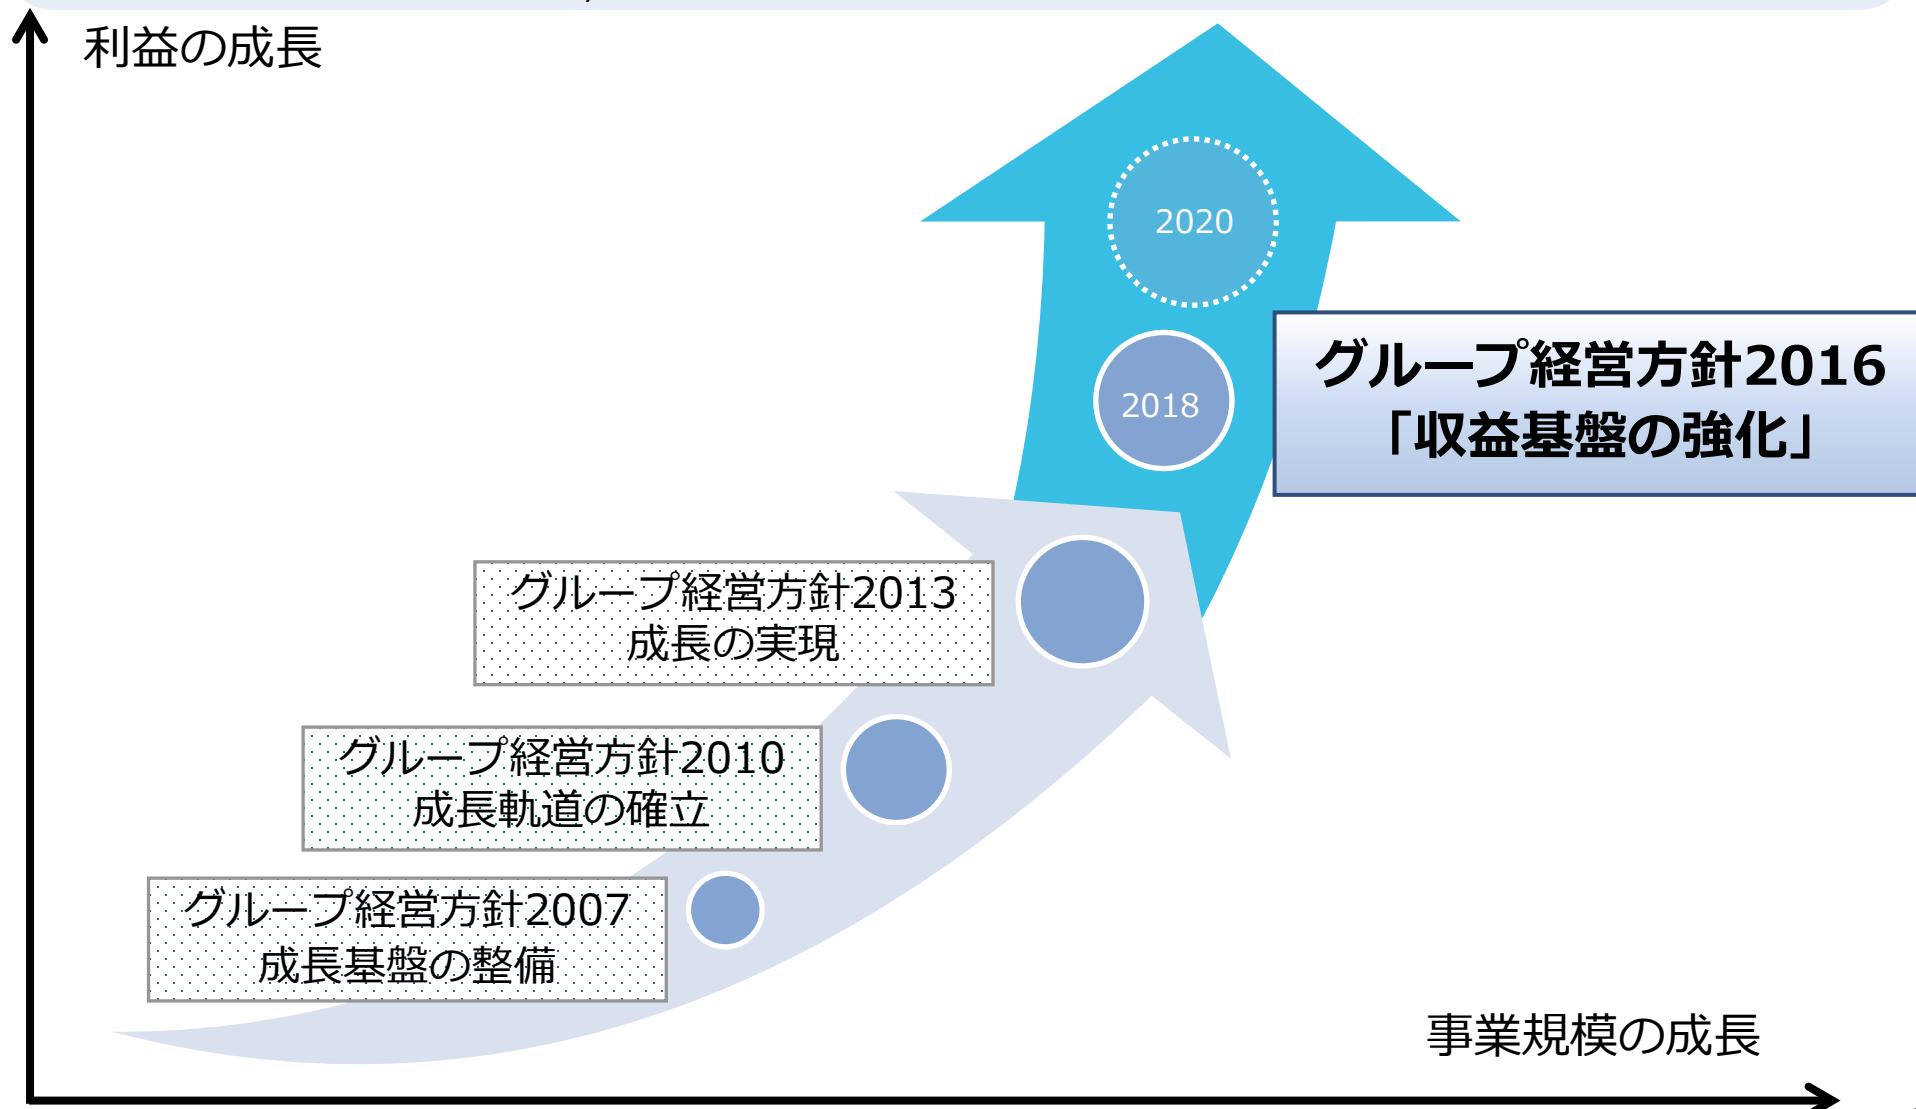 利益の成長
2020
2018
グループ経営方針2016
「収益基盤の強化」
グループ経営方針2013
成長の実現
グループ経営方針2010
成長軌道の確立
グループ経営方針2007
成長基盤の整備
事業規模の成長